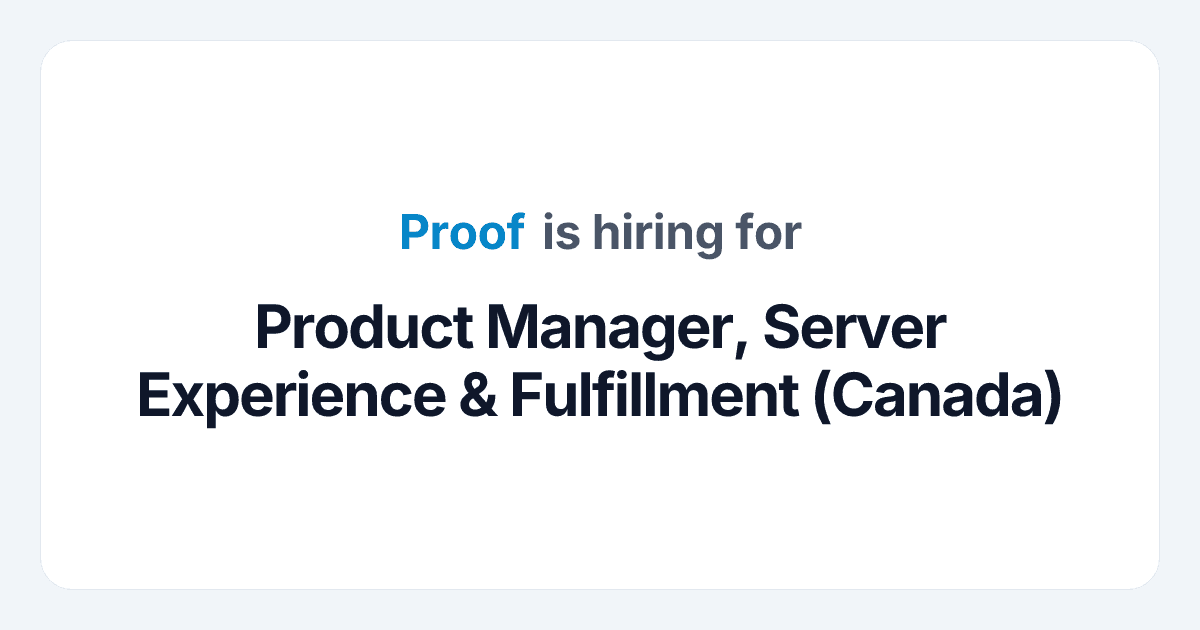 Proof is hiring for
Product Manager, Server
Experience & Fulfillment (Canada)